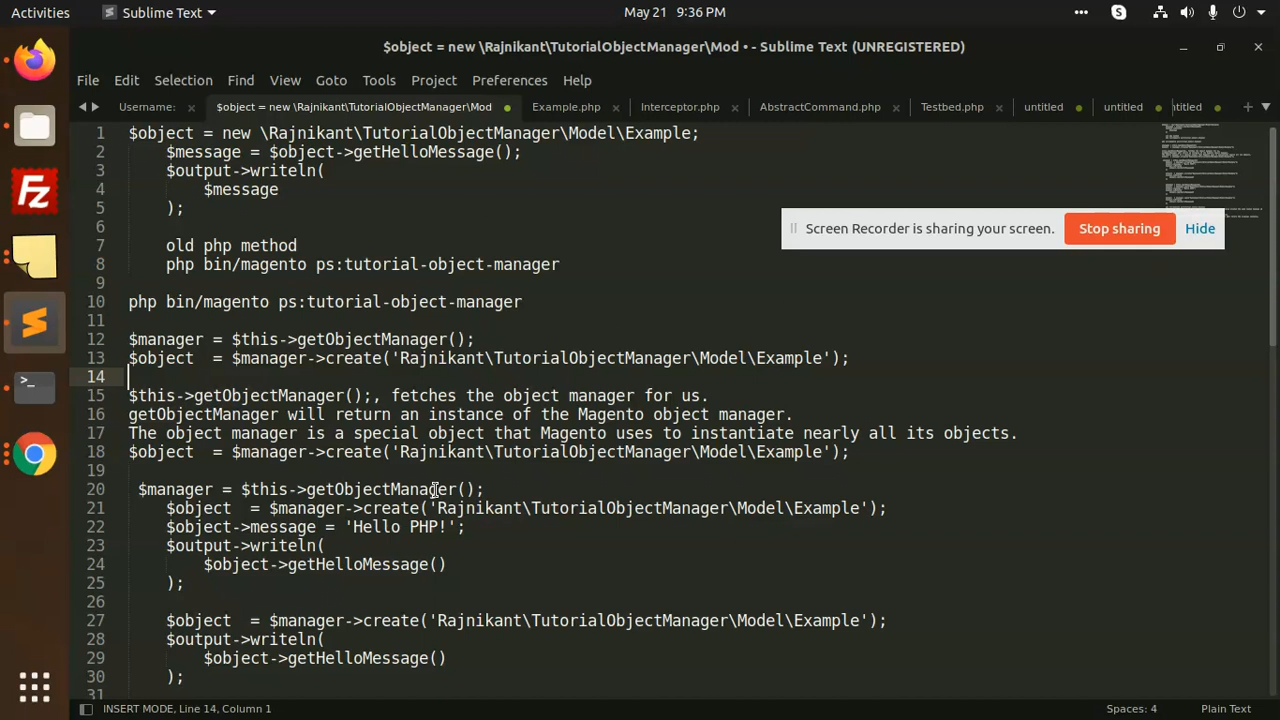 Activities
Sublime Text
May 21 9:36 PM
$object = new \Rajnikant\TutorialObjectManager\Mod • - Sublime Text (UNREGISTERED)
File Edit Selection Find View Goto Tools Project Preferences Help
Username: $object = new \Rajnikant\TutorialObjectManager\Mod Example.php Interceptor.php AbstractCommand.php Testbed.php untitled untitled ntitled
1 $object = new \Rajnikant\TutorialObjectManager\Model\Example;
2 $message = $object->getHelloMessage();
3 $output->writeln(
4 $message
5 );
6
7 old php method
8 php bin/magento ps:tutorial-object-manager
9
10 php bin/magento ps:tutorial-object-manager
11
12 $manager = $this->getObjectManager();
13 $object  = $manager->create('Rajnikant\TutorialObjectManager\Model\Example');
14
15 $this->getObjectManager();, fetches the object manager for us.
16 getObjectManager will return an instance of the Magento object manager.
17 The object manager is a special object that Magento uses to instantiate nearly all its objects.
18 $object  = $manager->create('Rajnikant\TutorialObjectManager\Model\Example');
19
20 $manager = $this->getObjectManager();
21 $object  = $manager->create('Rajnikant\TutorialObjectManager\Model\Example');
22 $object->message = 'Hello PHP!';
23 $output->writeln(
24 $object->getHelloMessage()
25 );
26
27 $object  = $manager->create('Rajnikant\TutorialObjectManager\Model\Example');
28 $output->writeln(
29 $object->getHelloMessage()
30 );
31
Screen Recorder is sharing your screen. Stop sharing Hide
INSERT MODE, Line 14, Column 1
Spaces: 4
Plain Text